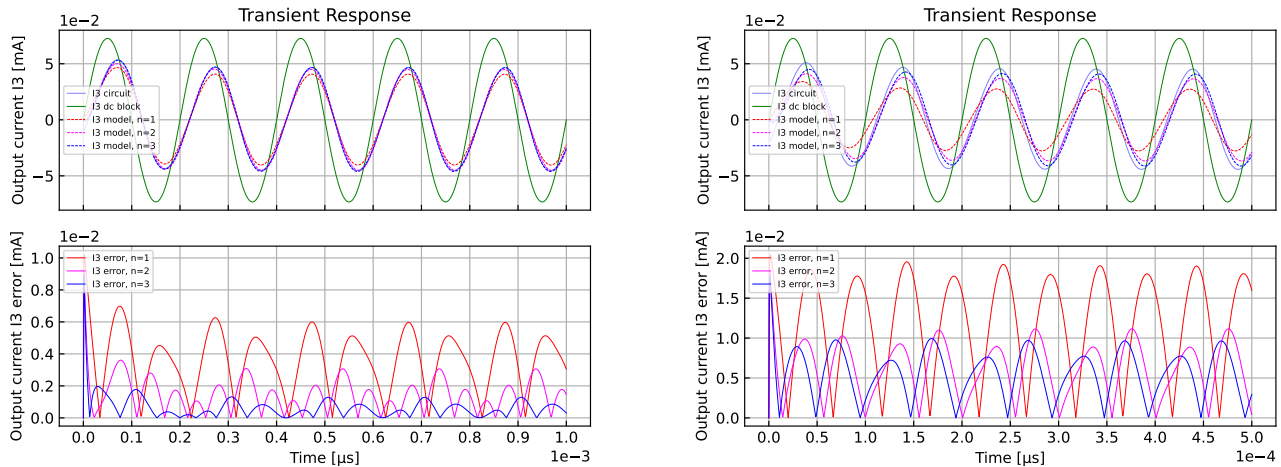 Transient Response
1e−2
Output current I3 [mA]
5
0
−5
I3 circuit
I3 dc block
I3 model, n=1
I3 model, n=2
I3 model, n=3
1e−2
Output current I3 error [mA]
1.0
0.8
0.6
0.4
0.2
0.0
I3 error, n=1
I3 error, n=2
I3 error, n=3
0.0 0.1 0.2 0.3 0.4 0.5 0.6 0.7 0.8 0.9 1.0
Time [μs]
1e−3
Transient Response
1e−2
Output current I3 [mA]
5
0
−5
I3 circuit
I3 dc block
I3 model, n=1
I3 model, n=2
I3 model, n=3
1e−2
Output current I3 error [mA]
2.0
1.5
1.0
0.5
0.0
I3 error, n=1
I3 error, n=2
I3 error, n=3
0.0 0.5 1.0 1.5 2.0 2.5 3.0 3.5 4.0 4.5 5.0
Time [μs]
1e−4